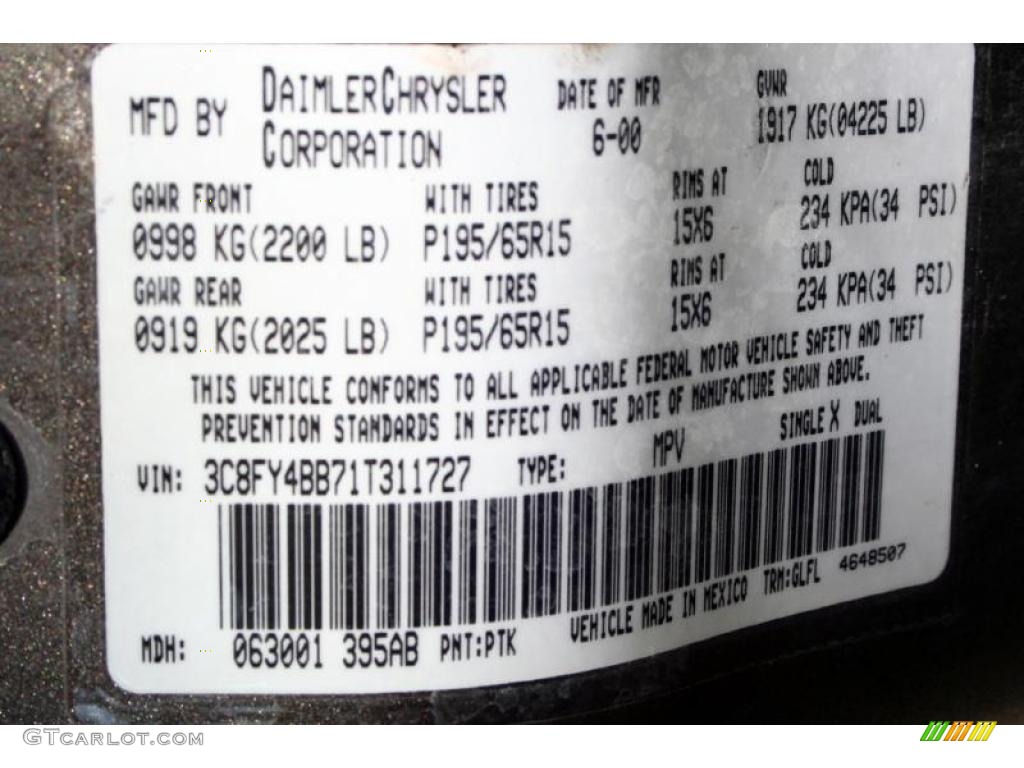 MFD BY DAIMLERCHRYSLER CORPORATION DATE OF MFR 6-00 GVWR 1917 KG(04225 LB)
GAWR FRONT WITH TIRES RIMS AT COLD
0998 KG(2200 LB) P195/65R15 15X6 234 KPA(34 PSI)
GAWR REAR WITH TIRES RIMS AT COLD
0919 KG(2025 LB) P195/65R15 15X6 234 KPA(34 PSI)
THIS VEHICLE CONFORMS TO ALL APPLICABLE FEDERAL MOTOR VEHICLE SAFETY AND THEFT
PREVENTION STANDARDS IN EFFECT ON THE DATE OF MANUFACTURE SHOWN ABOVE.
VIN: 3C8FY4BB71T311727 TYPE: MPV SINGLE X DUAL
MDH: 063001 395AB PNT:PTK VEHICLE MADE IN MEXICO TRM:GLFL 4648507
GTCARLOT.COM